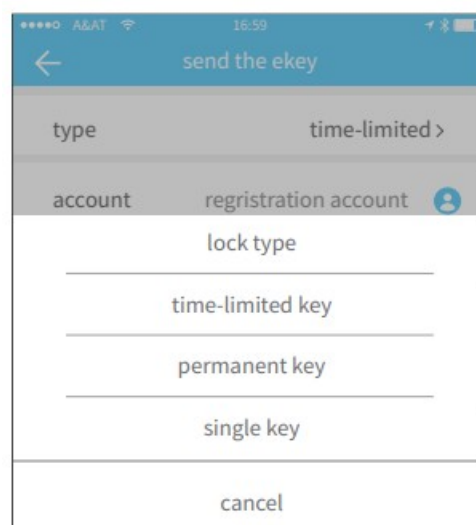 A&AT 16:59
send the ekey
type time-limited >
account regristration account
lock type
time-limited key
permanent key
single key
cancel